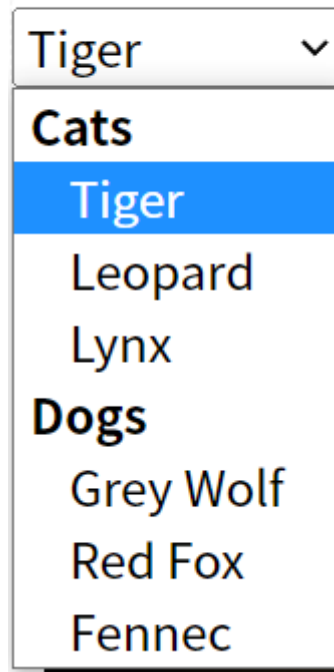 Tiger
Cats
Tiger
Leopard
Lynx
Dogs
Grey Wolf
Red Fox
Fennec